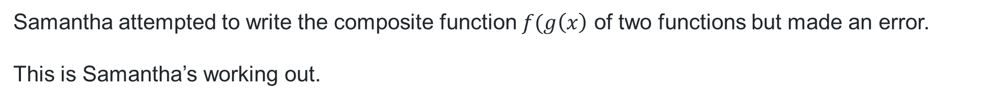 Samantha attempted to write the composite function f(g(x) of two functions but made an error.
This is Samantha’s working out.